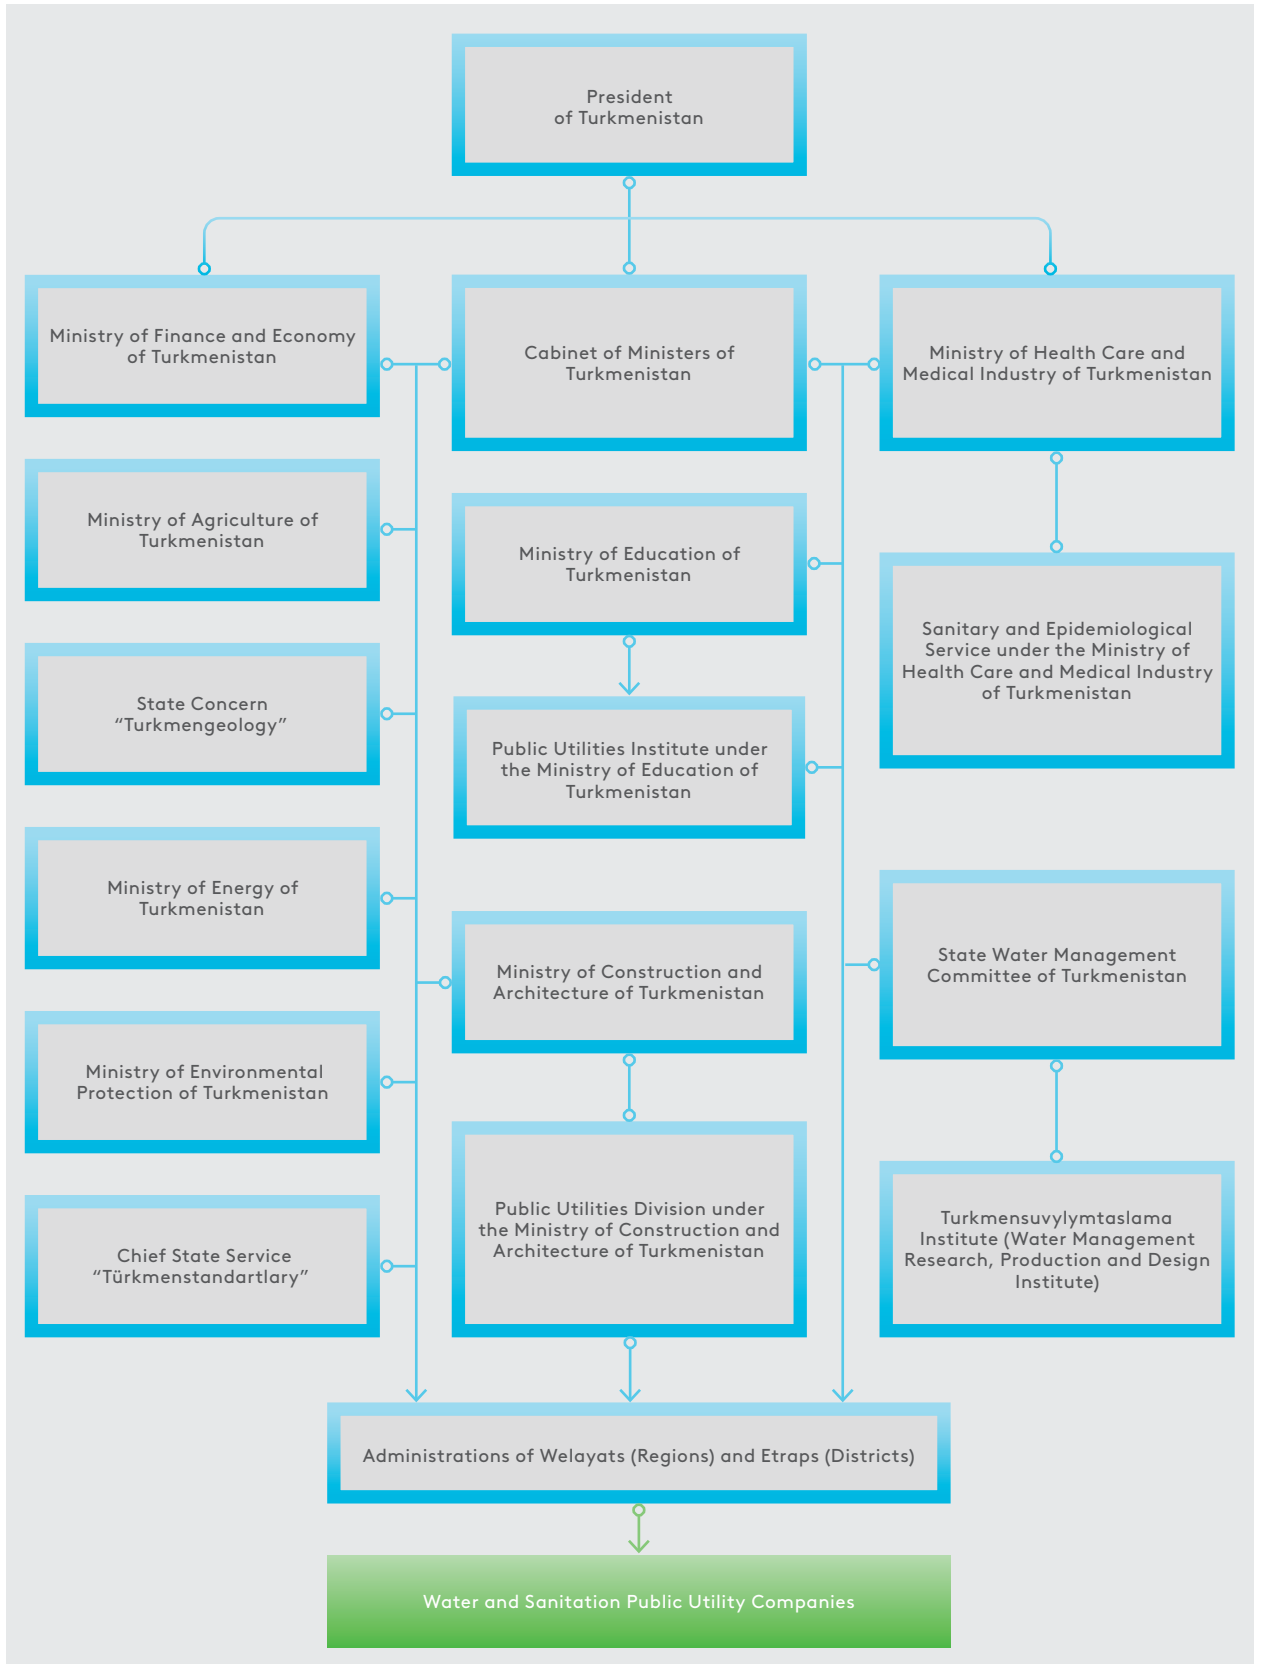 President
of Turkmenistan
Ministry of Finance and Economy
of Turkmenistan
Cabinet of Ministers of
Turkmenistan
Ministry of Health Care and
Medical Industry of Turkmenistan
Ministry of Agriculture of
Turkmenistan
Ministry of Education of
Turkmenistan
Sanitary and Epidemiological
Service under the Ministry of
Health Care and Medical Industry
of Turkmenistan
State Concern
“Turkmengeology”
Public Utilities Institute under
the Ministry of Education of
Turkmenistan
Ministry of Energy of
Turkmenistan
Ministry of Construction and
Architecture of Turkmenistan
State Water Management
Committee of Turkmenistan
Ministry of Environmental
Protection of Turkmenistan
Public Utilities Division under
the Ministry of Construction and
Architecture of Turkmenistan
Turkmensuvylymtaslama
Institute (Water Management
Research, Production and Design
Institute)
Chief State Service
“Türkmenstandartlary”
Administrations of Welayats (Regions) and Etraps (Districts)
Water and Sanitation Public Utility Companies